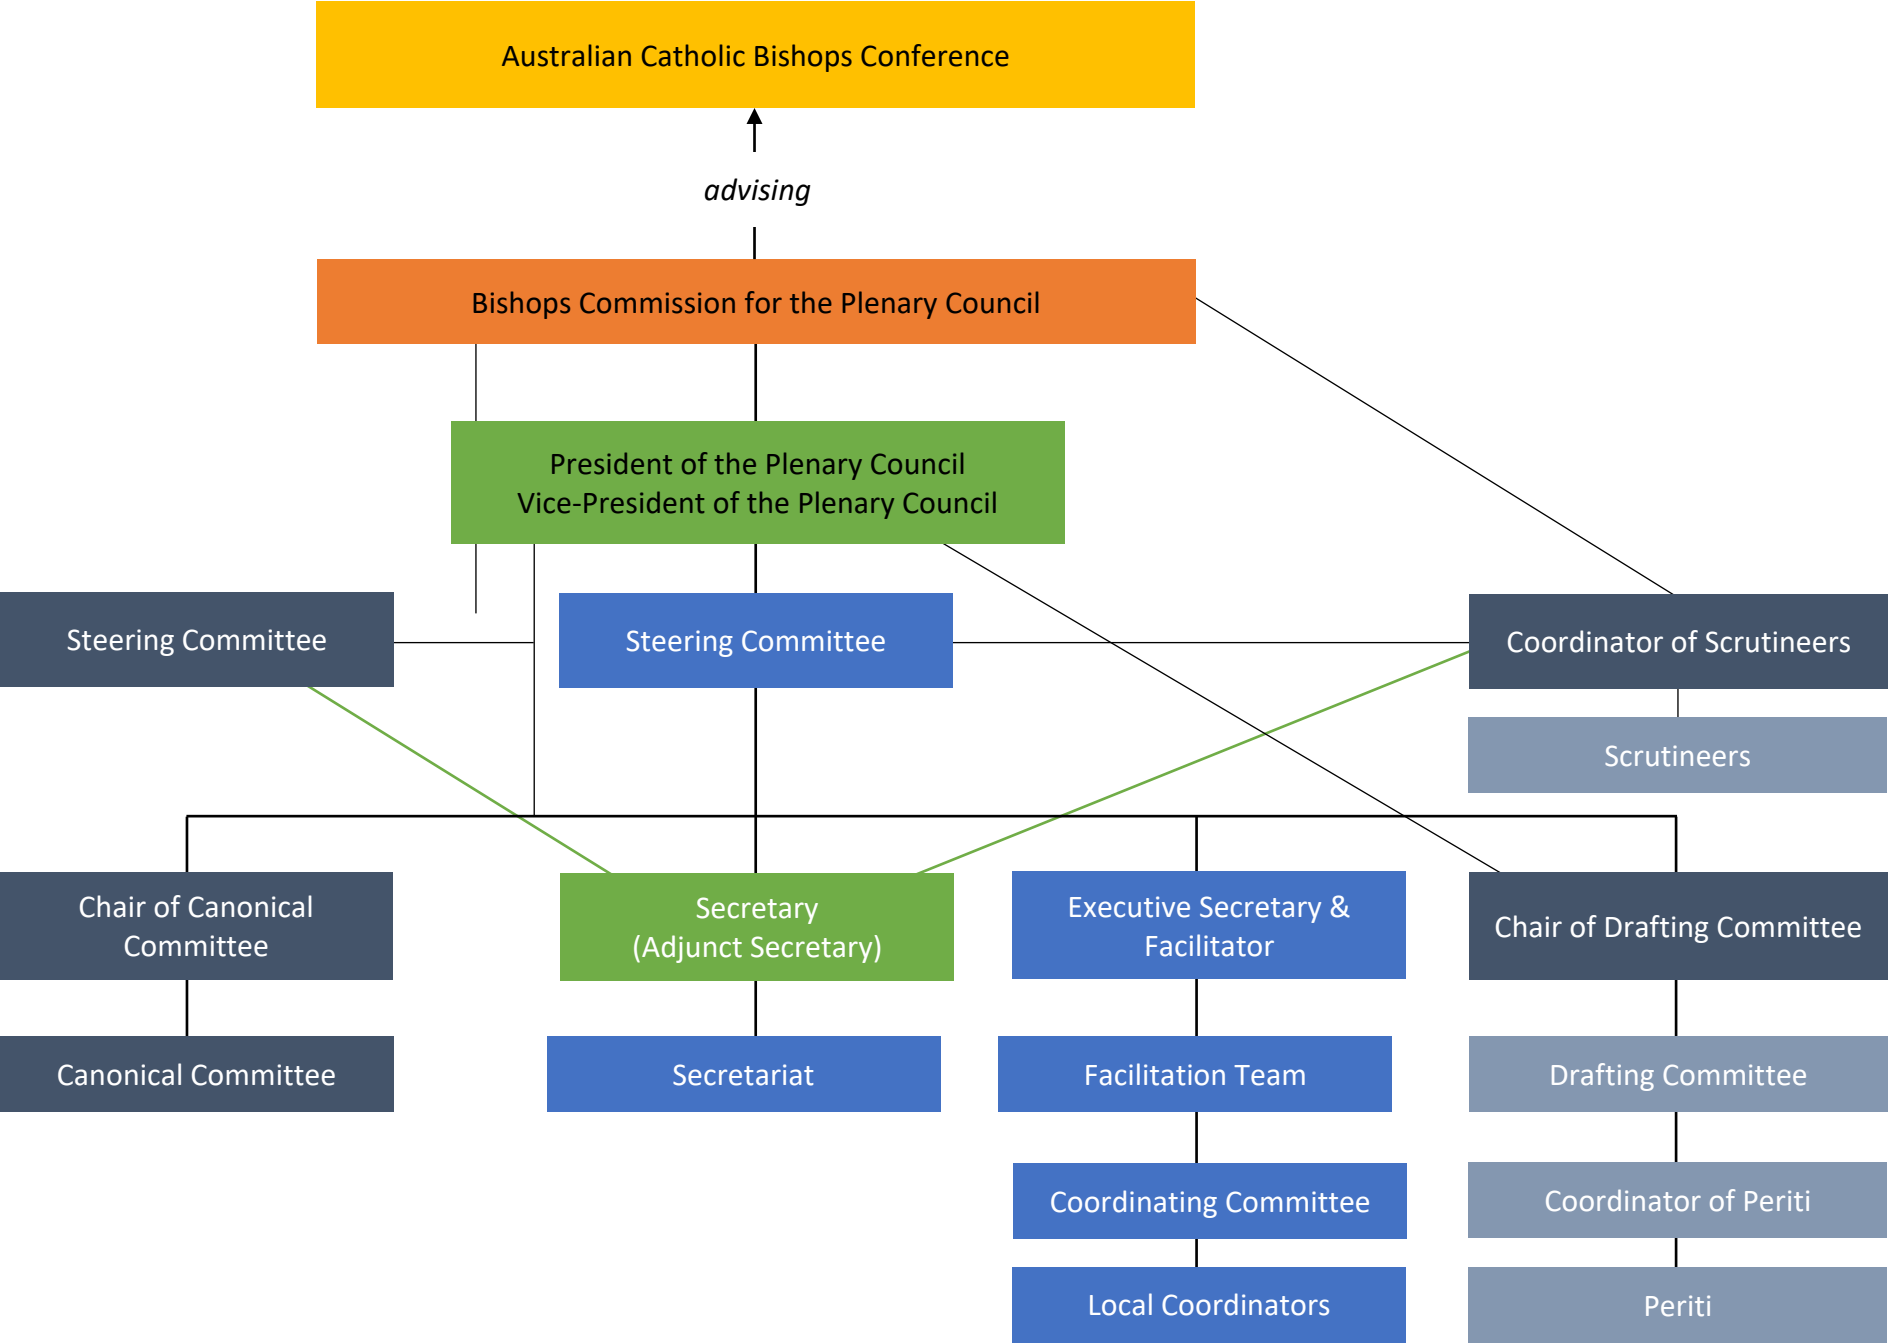 Australian Catholic Bishops Conference
advising
Bishops Commission for the Plenary Council
President of the Plenary Council
Vice-President of the Plenary Council
Steering Committee
Steering Committee
Coordinator of Scrutineers
Scrutineers
Chair of Canonical
Committee
Secretary
(Adjunct Secretary)
Executive Secretary &
Facilitator
Chair of Drafting Committee
Canonical Committee
Secretariat
Facilitation Team
Drafting Committee
Coordinating Committee
Coordinator of Periti
Local Coordinators
Periti